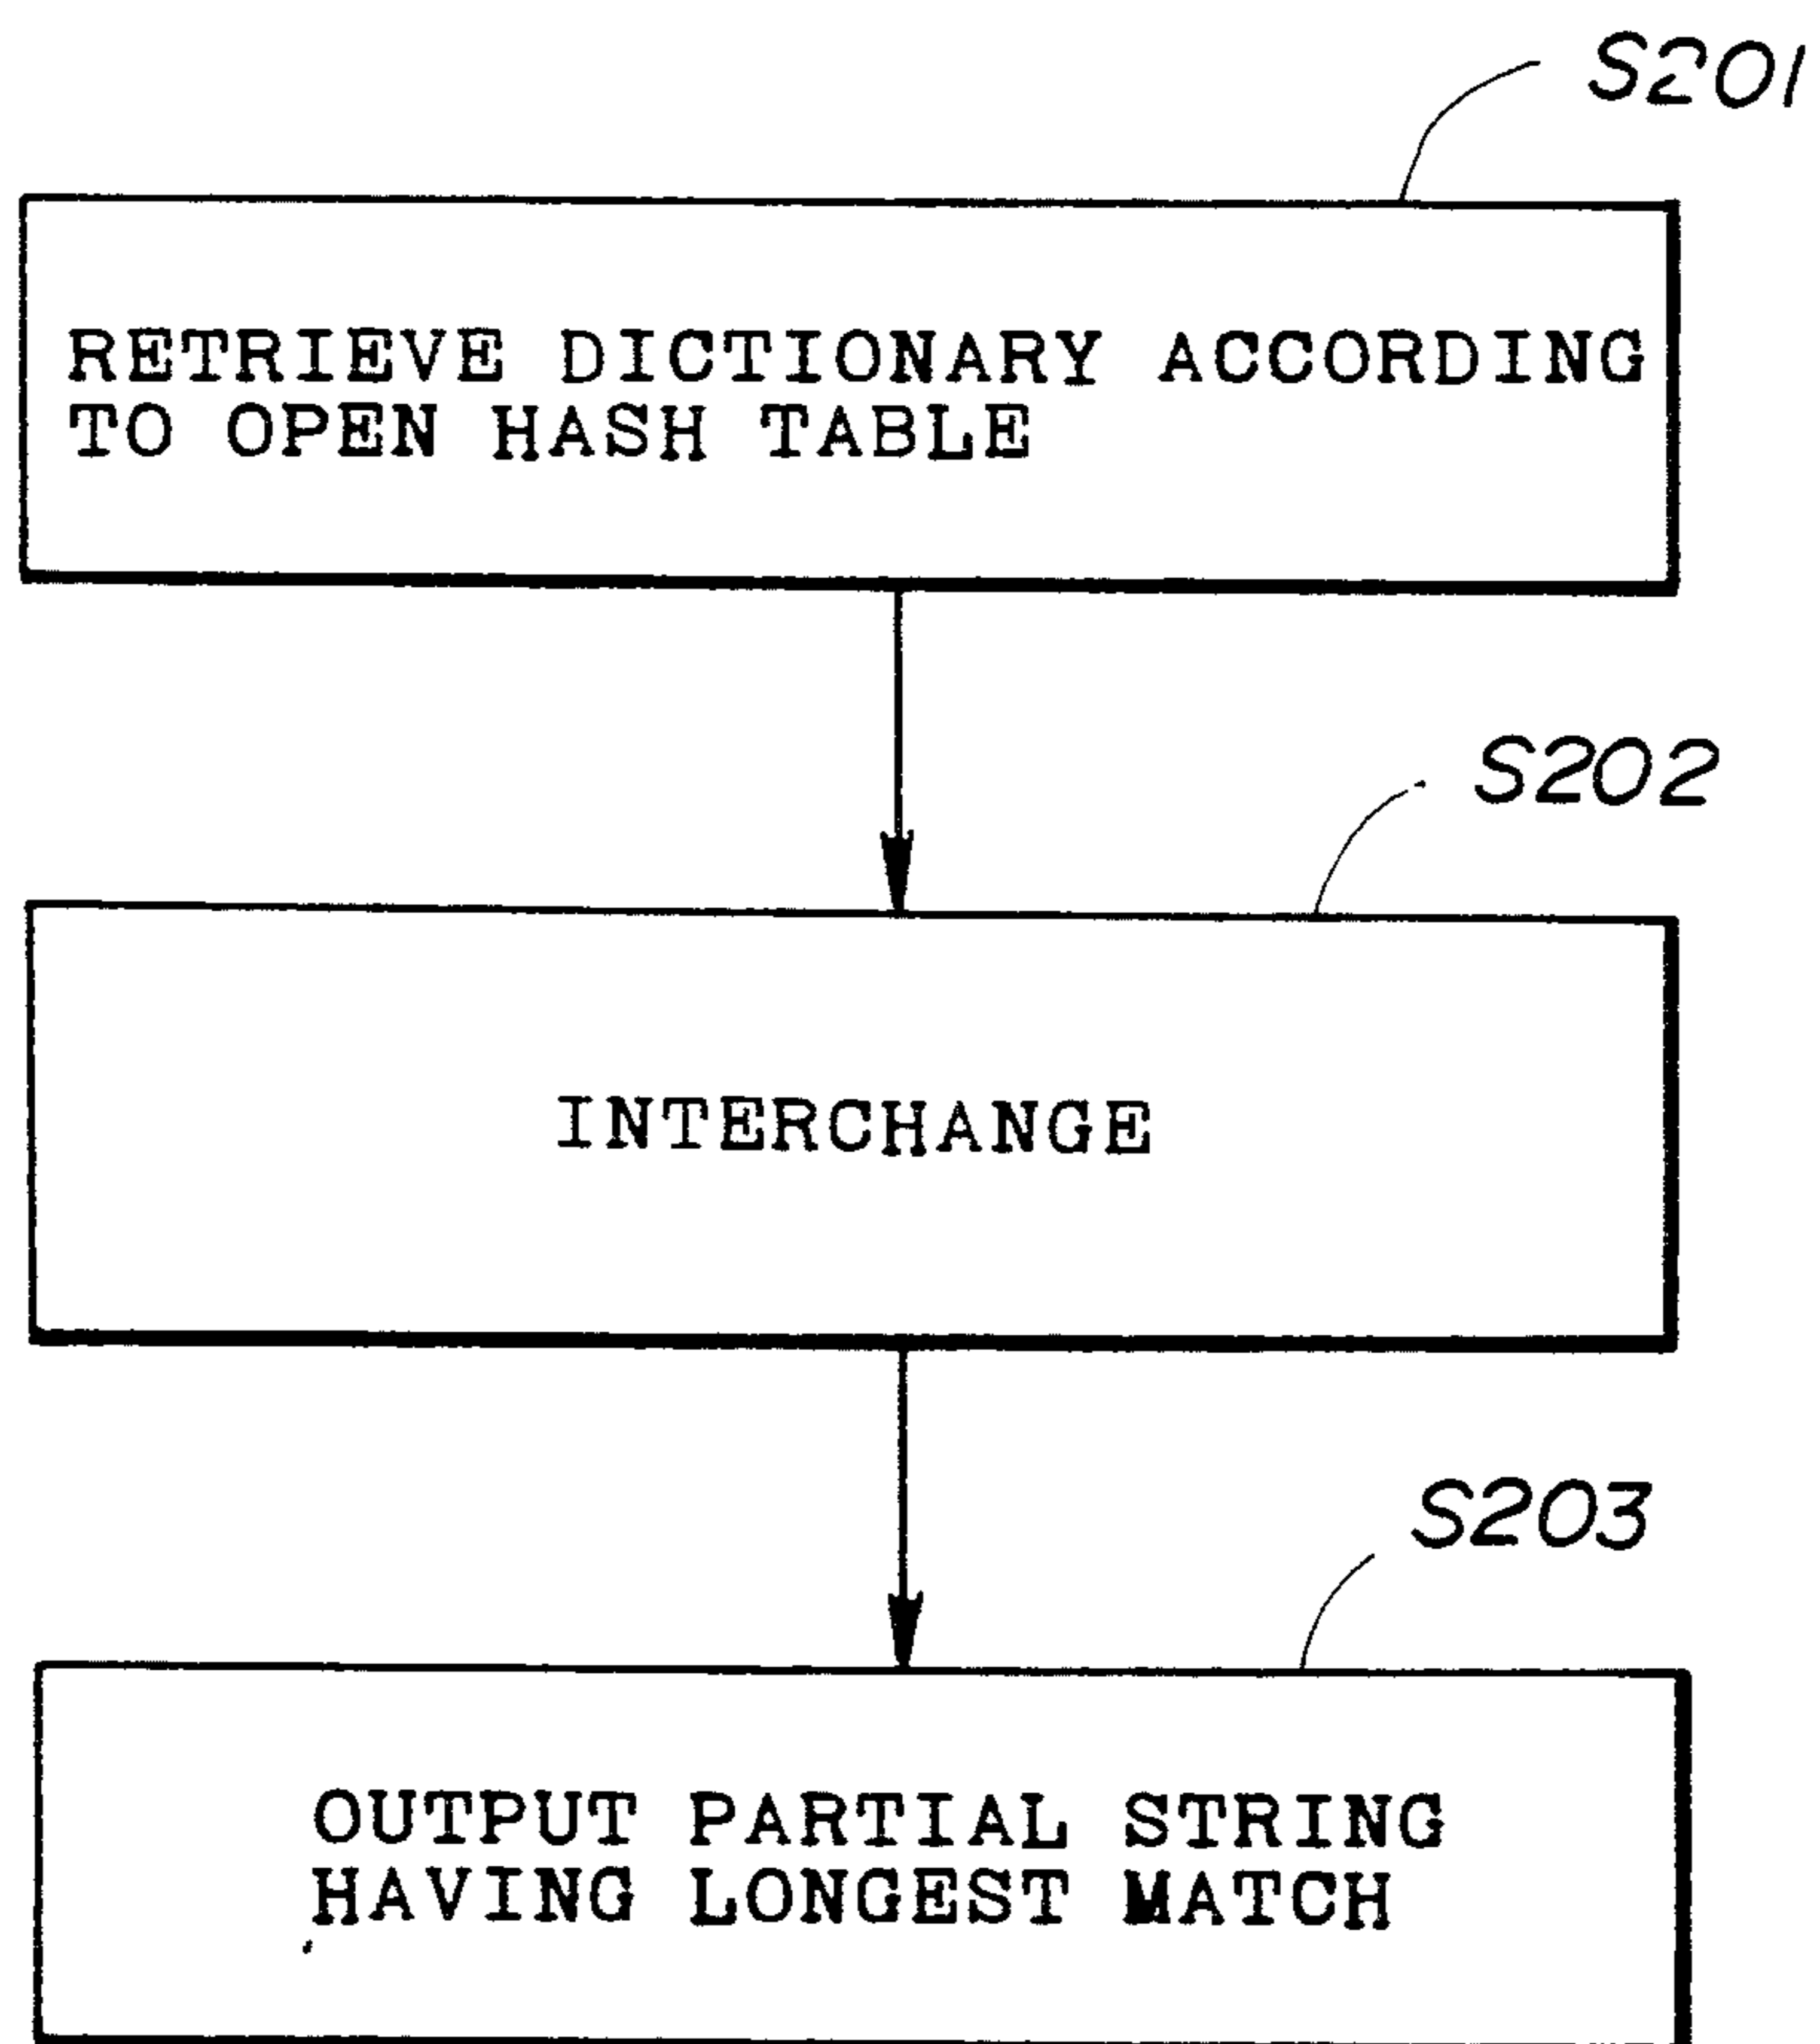 S201
RETRIEVE DICTIONARY ACCORDING
TO OPEN HASH TABLE
S202
INTERCHANGE
S203
OUTPUT PARTIAL STRING
HAVING LONGEST MATCH